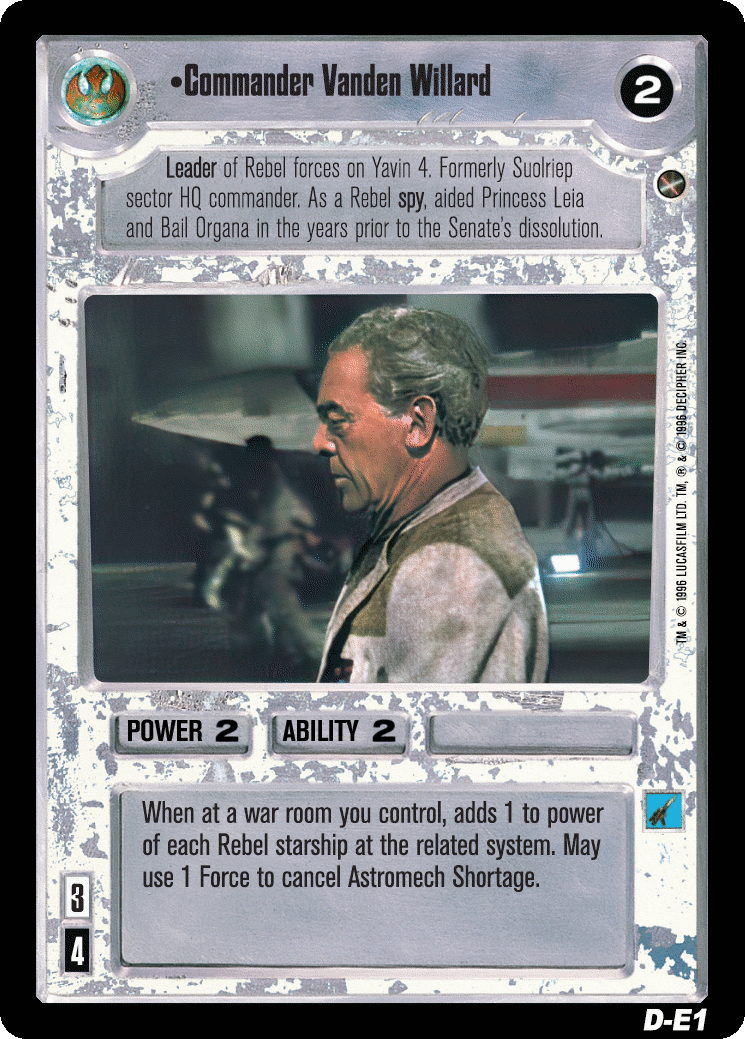 •Commander Vanden Willard
2
Leader of Rebel forces on Yavin 4. Formerly Suolriep
sector HQ commander. As a Rebel spy, aided Princess Leia
and Bail Organa in the years prior to the Senate's dissolution.
TM & © 1996 LUCASFILM LTD. TM, ® & © 1996 DECIPHER INC.
POWER 2
ABILITY 2
When at a war room you control, adds 1 to power
of each Rebel starship at the related system. May
use 1 Force to cancel Astromech Shortage.
3
4
D-E1